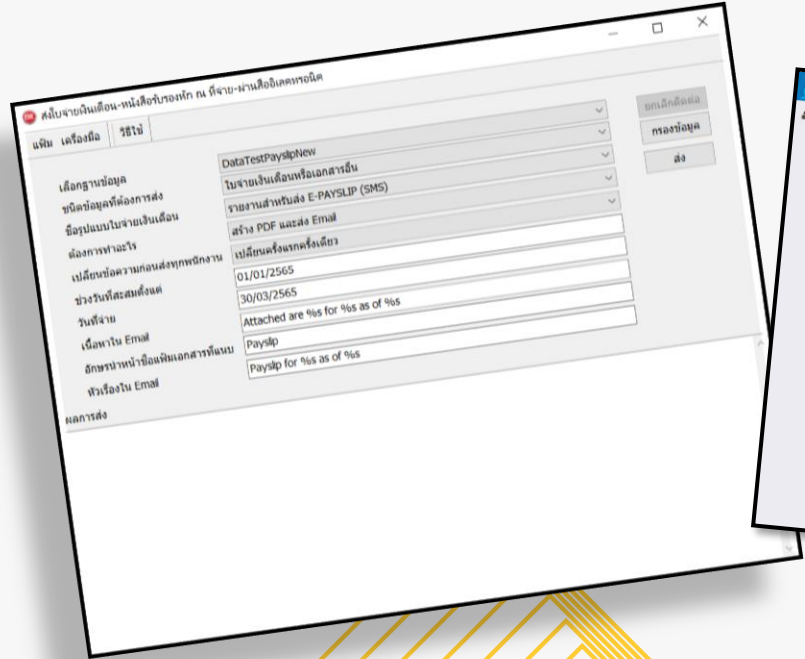 ส่งใบจ่ายเงินเดือน-หนังสือรับรองหัก ณ ที่จ่าย-ผ่านสื่ออิเลคทรอนิค
แฟ้ม เครื่องมือ วิธีใช้
เลือกฐานข้อมูล DataTestPayslipNew ยกเลิกติดต่อ
ชนิดข้อมูลที่ต้องการส่ง ใบจ่ายเงินเดือนหรือเอกสารอื่น กรองข้อมูล
ชื่อรูปแบบใบจ่ายเงินเดือน รายงานสำหรับส่ง E-PAYSLIP (SMS) ส่ง
ต้องการทำอะไร สร้าง PDF และส่ง Email
เปลี่ยนข้อความก่อนส่งทุกพนักงาน เปลี่ยนครั้งแรกครั้งเดียว
ช่วงวันที่สะสมตั้งแต่ 01/01/2565
วันที่จ่าย 30/03/2565
เนื้อหาใน Email Attached are %s for %s as of %s
อักษรนำหน้าชื่อแฟ้มเอกสารที่แนบ Payslip
หัวเรื่องใน Email Payslip for %s as of %s
ผลการส่ง